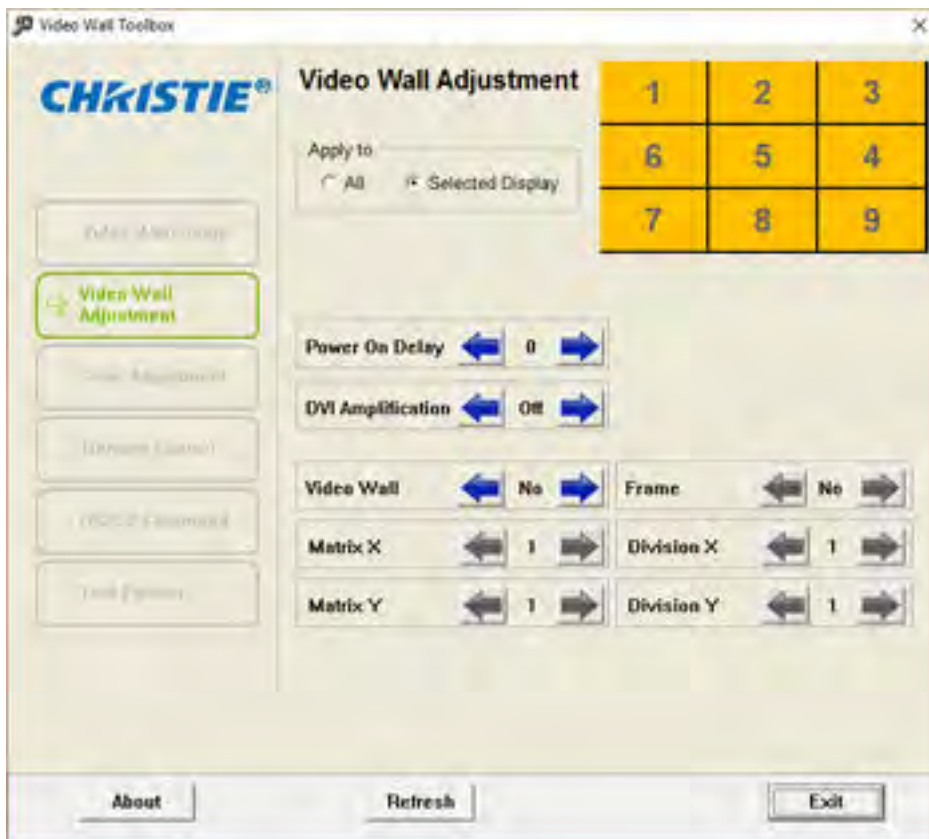 Video Wall Toolbox
CHRISTIE®
Video Wall Adjustment
1 2 3
6 5 4
7 8 9
Apply to
All Selected Display
Video Wall
Adjustment
Power On Delay 0
DVI Amplification Off
Video Wall No Frame No
Matrix X 1 Division X 1
Matrix Y 1 Division Y 1
About Refresh Exit